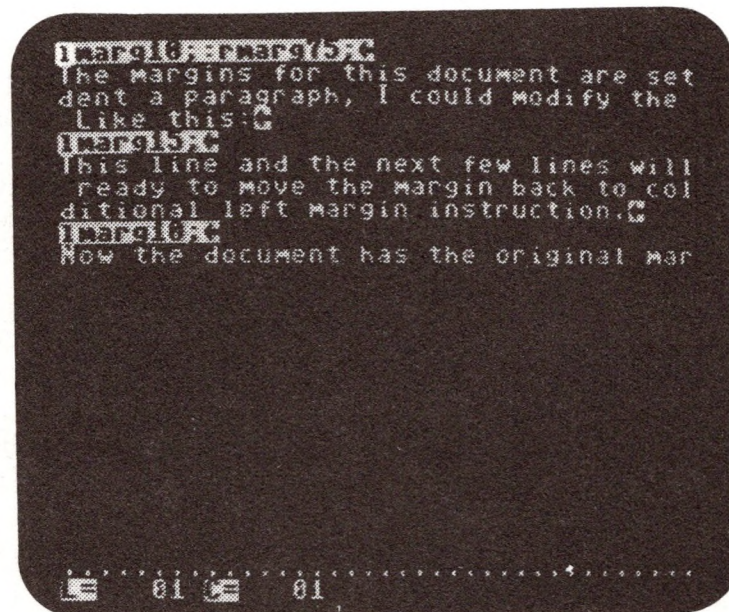 lmarg10;rmarg75;C
The margins for this document are set
dent a paragraph, I could modify the
Like this:C
lmarg15;C
This line and the next few lines will
ready to move the margin back to col
ditional left margin instruction.C
lmarg10;C
Now the document has the original mar
L= 01 C= 01